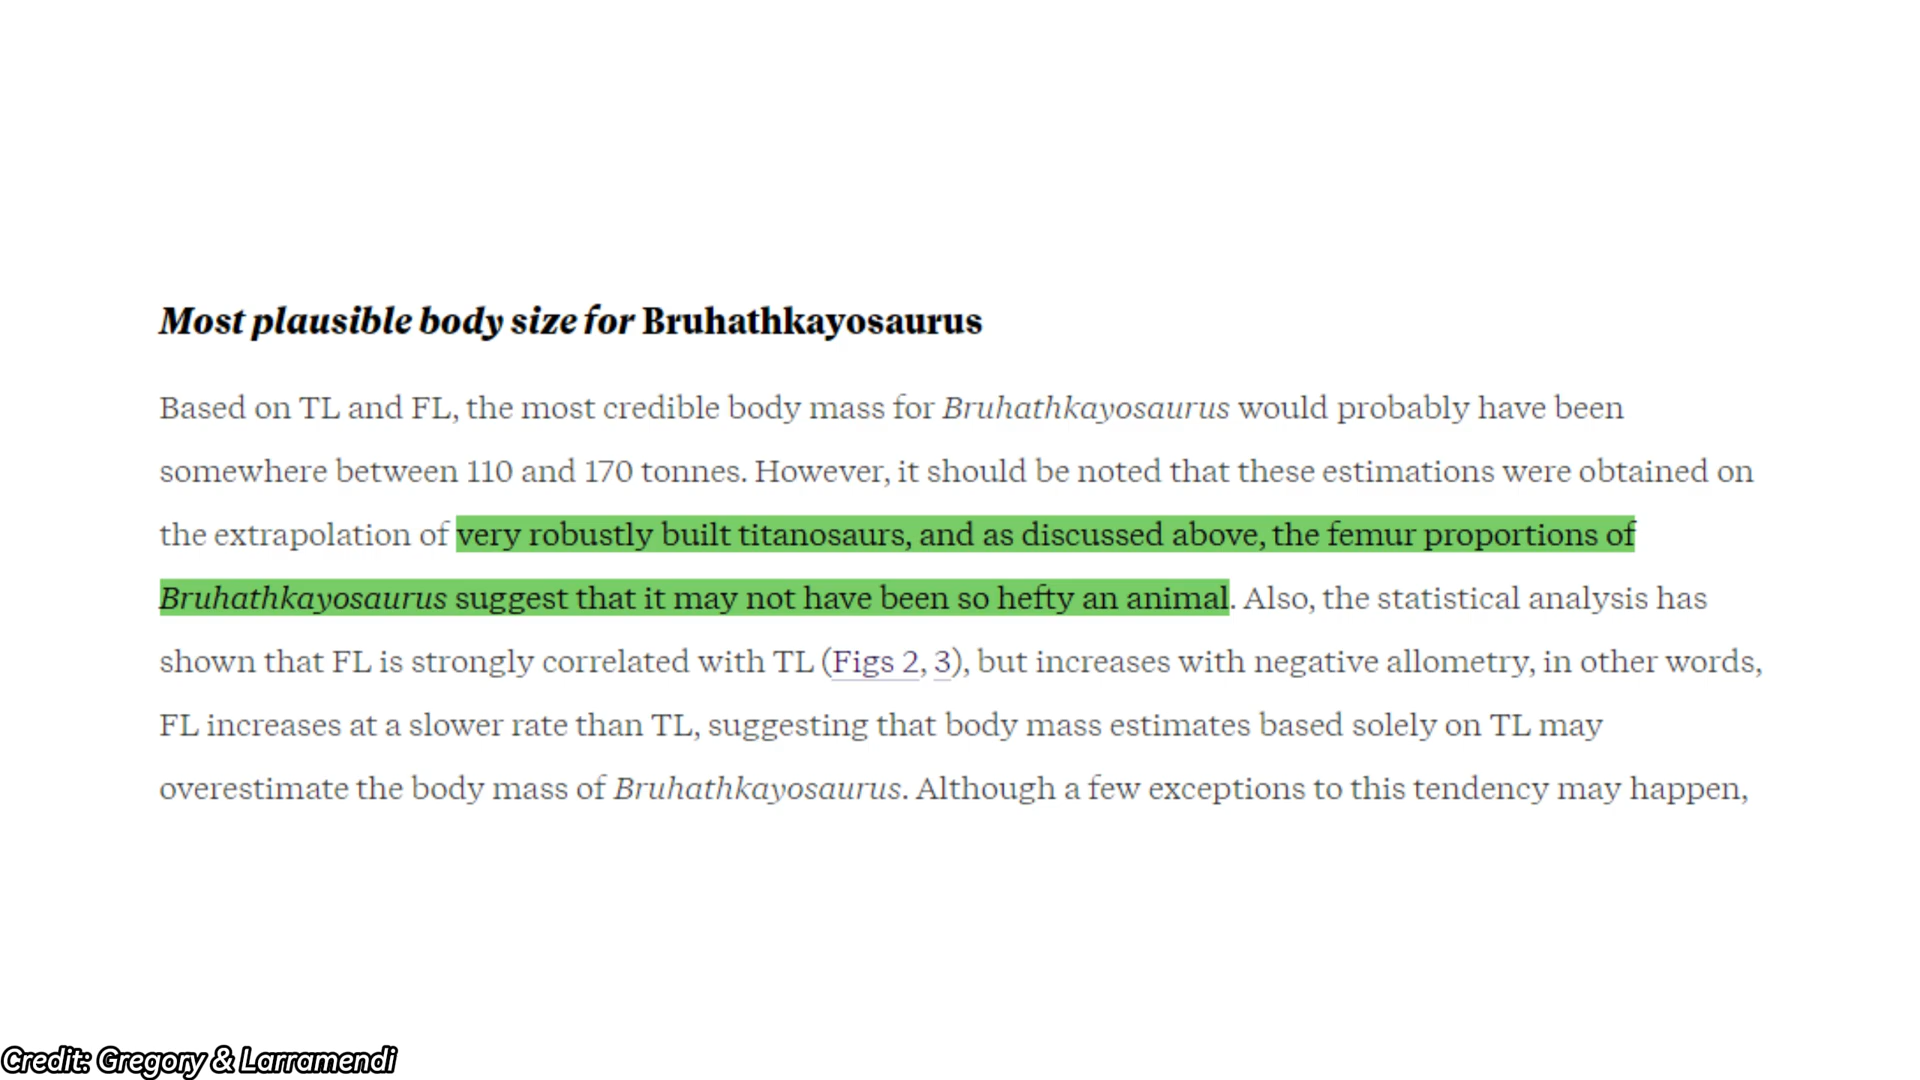 Most plausible body size for Bruhathkayosaurus
Based on TL and FL, the most credible body mass for Bruhathkayosaurus would probably have been
somewhere between 110 and 170 tonnes. However, it should be noted that these estimations were obtained on
the extrapolation of very robustly built titanosaurs, and as discussed above, the femur proportions of
Bruhathkayosaurus suggest that it may not have been so hefty an animal. Also, the statistical analysis has
shown that FL is strongly correlated with TL (Figs 2, 3), but increases with negative allometry, in other words,
FL increases at a slower rate than TL, suggesting that body mass estimates based solely on TL may
overestimate the body mass of Bruhathkayosaurus. Although a few exceptions to this tendency may happen,
Credit: Gregory & Larramendi